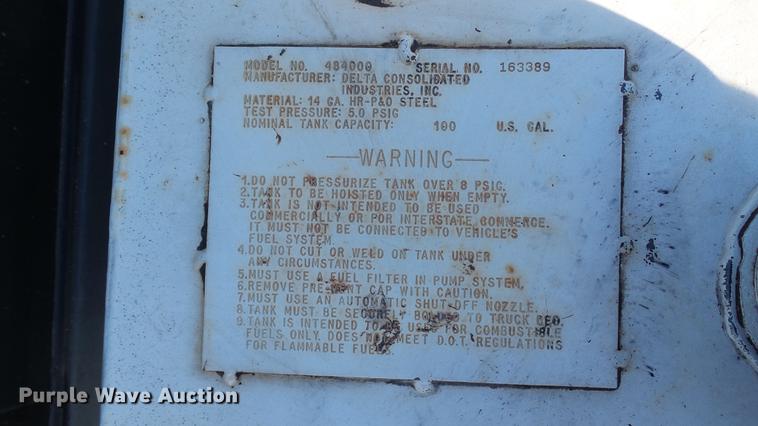 MODEL NO. 484000 SERIAL NO. 163389
MANUFACTURER: DELTA CONSOLIDATED
INDUSTRIES, INC.
MATERIAL: 14 GA. HR-P&O STEEL
TEST PRESSURE: 5.0 PSIG
NOMINAL TANK CAPACITY: 100 U.S. GAL.
WARNING
1. DO NOT PRESSURIZE TANK OVER 8 PSIG.
2. TANK TO BE HOISTED ONLY WHEN EMPTY.
3. TANK IS NOT INTENDED TO BE USED
COMMERCIALLY OR FOR INTERSTATE COMMERCE.
IT MUST NOT BE CONNECTED TO VEHICLE'S
FUEL SYSTEM.
4. DO NOT CUT OR WELD ON TANK UNDER
ANY CIRCUMSTANCES.
5. MUST USE A FUEL FILTER IN PUMP SYSTEM.
6. REMOVE CAP WITH CAUTION.
7. MUST USE AN AUTOMATIC SHUT-OFF NOZZLE.
8. TANK MUST BE SECURELY BOLTED TO TRUCK BED.
9. TANK IS INTENDED TO BE USED FOR COMBUSTIBLE
FUELS ONLY. DOES NOT MEET D.O.T. REGULATIONS
FOR FLAMMABLE FUELS.
Purple Wave Auction